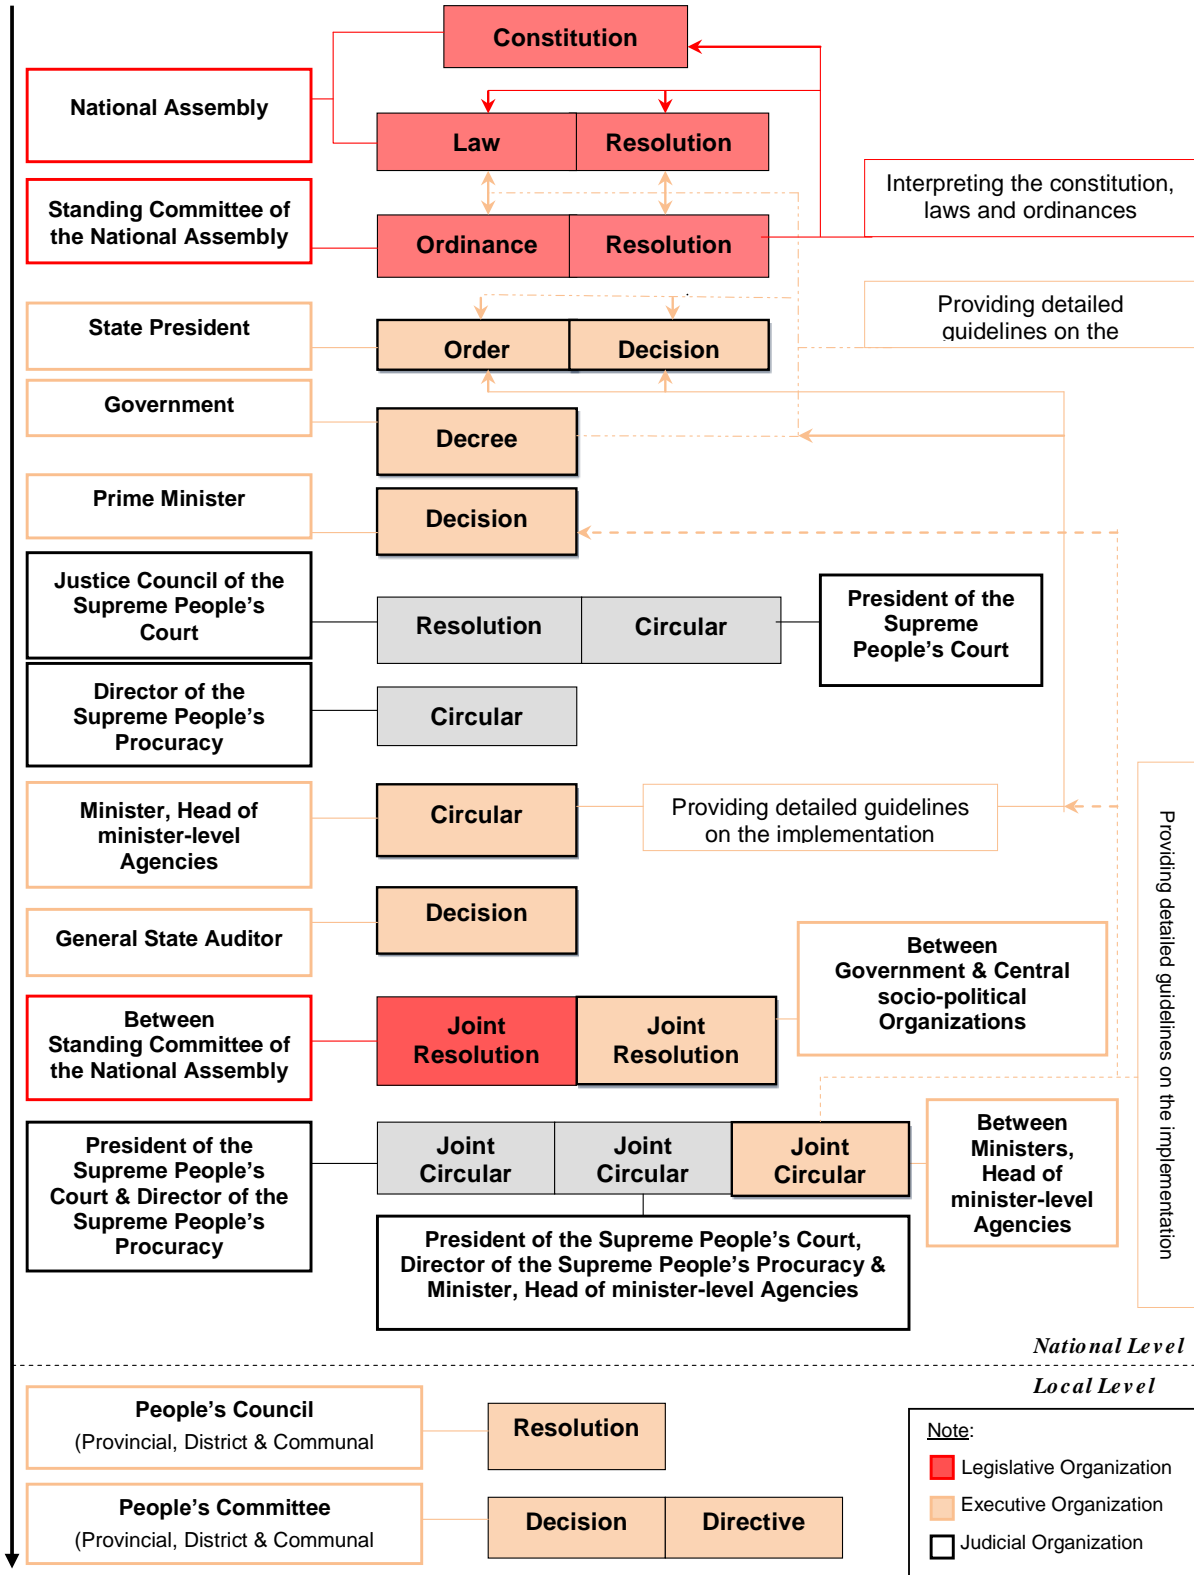 Constitution
National Assembly
Law
Resolution
Interpreting the constitution,
laws and ordinances
Standing Committee of
the National Assembly
Ordinance
Resolution
State President
Order
Decision
Providing detailed
guidelines on the
Government
Decree
Prime Minister
Decision
Justice Council of the
Supreme People’s
Court
Resolution
Circular
President of the
Supreme
People’s Court
Director of the
Supreme People’s
Procuracy
Circular
Minister, Head of
minister-level
Agencies
Circular
Providing detailed guidelines
on the implementation
Providing detailed guidelines on the implementation
General State Auditor
Decision
Between
Government & Central
socio-political
Organizations
Between
Standing Committee of
the National Assembly
Joint
Resolution
Joint
Resolution
President of the
Supreme People’s
Court & Director of the
Supreme People’s
Procuracy
Joint
Circular
Joint
Circular
Joint
Circular
Between
Ministers,
Head of
minister-level
Agencies
President of the Supreme People’s Court,
Director of the Supreme People’s Procuracy &
Minister, Head of minister-level Agencies
National Level
Local Level
People’s Council
(Provincial, District & Communal
Resolution
People’s Committee
(Provincial, District & Communal
Decision
Directive
Note:
Legislative Organization
Executive Organization
Judicial Organization